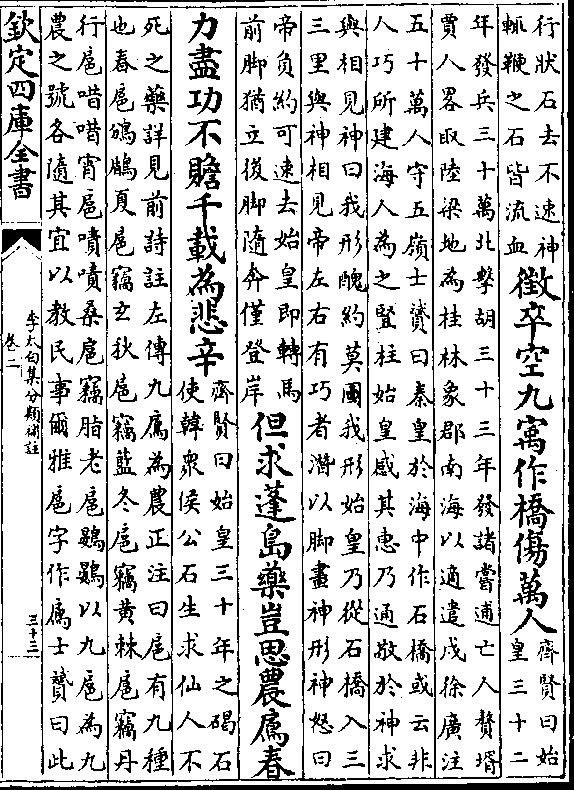 行狀石去不速神
輙鞭之石皆流血
徵卒空九㝢作橋傷萬人
齊賢曰始
皇三十二
年發兵三十萬北擊胡三十三年發諸嘗逋亡人贅壻
賈人畧取陸梁地為桂林象郡南海以適遣戍徐廣注
五十萬人守五嶺士贇曰秦皇於海中作石橋或云非
人巧所建海人為之竪柱始皇感其惠乃通敬於神求
與相見神曰我形醜約莫圖我形始皇乃從石橋入三
三里與神相見帝左右有巧者潛以脚畫神形神怒曰
帝負約可速去始皇即轉馬
前脚猶立後脚隨奔僅登岸
但求蓬島藥豈思農鳸春
力盡功不贍千載為悲辛
齊賢曰始皇三十年之碣石
使韓衆侯公石生求仙人不
死之藥詳見前詩註左傳九鳸為農正注曰扈有九種
也春扈鳻鶥夏扈竊玄秋扈竊藍冬扈竊黄棘扈竊丹
行扈唶唶宵扈嘖嘖桑扈竊脂老扈鷃鷃以九扈為九
農之號各隨其宜以教民事爾雅扈字作鳸士贇曰此
欽定四庫全書
李太白集分類補註
卷二
三十三